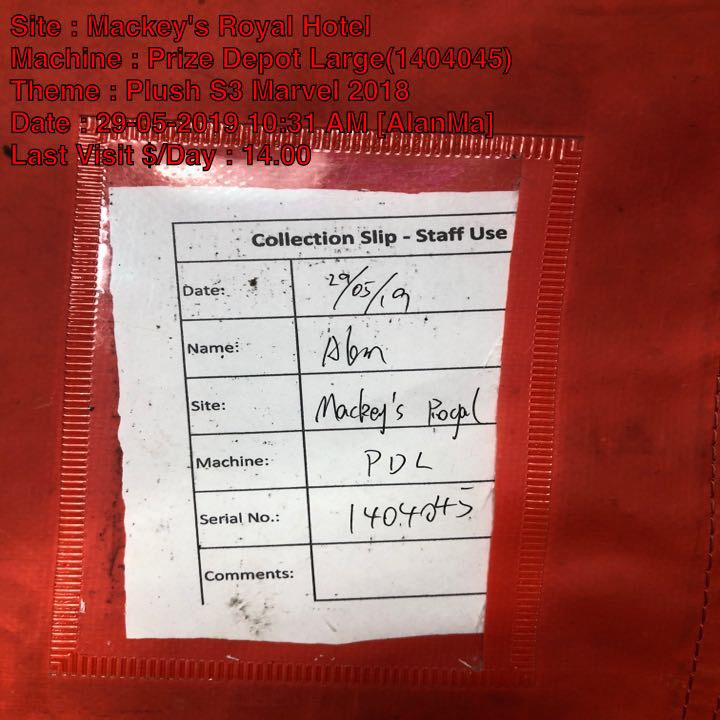 Site : Mackey's Royal Hotel
Machine : Prize Depot Large(1404045)
Theme : Plush S3 Marvel 2018
Date : 29-05-2019 10:31 AM [AlanMa]
Last Visit $/Day : 14.00
Collection Slip - Staff Use
Date: 29/05/19
Name: Alan
Site: Mackey's Royal
Machine: PDL
Serial No.: 1404045
Comments: